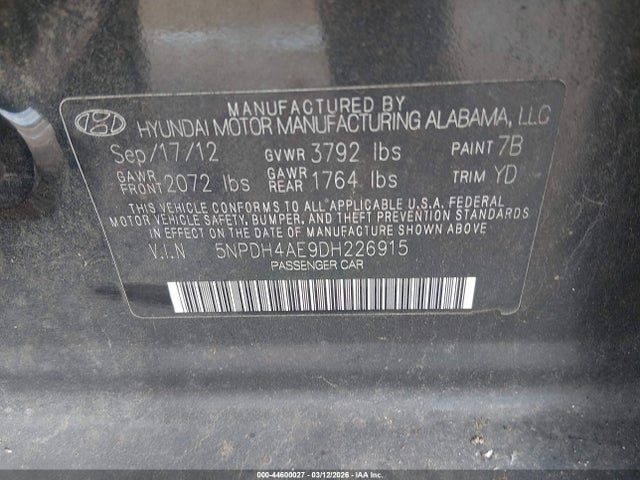 MANUFACTURED BY
HYUNDAI MOTOR MANUFACTURING ALABAMA, LLC
Sep/17/12 GVWR 3792 lbs PAINT 7B
GAWR FRONT 2072 lbs GAWR REAR 1764 lbs TRIM YD
THIS VEHICLE CONFORMS TO ALL APPLICABLE U.S.A. FEDERAL
MOTOR VEHICLE SAFETY, BUMPER, AND THEFT PREVENTION STANDARDS
IN EFFECT ON THE DATE OF MANUFACTURE SHOWN ABOVE.
V.I.N 5NPDH4AE9DH226915
PASSENGER CAR
000-44600027 - 03/12/2026 - IAA Inc.